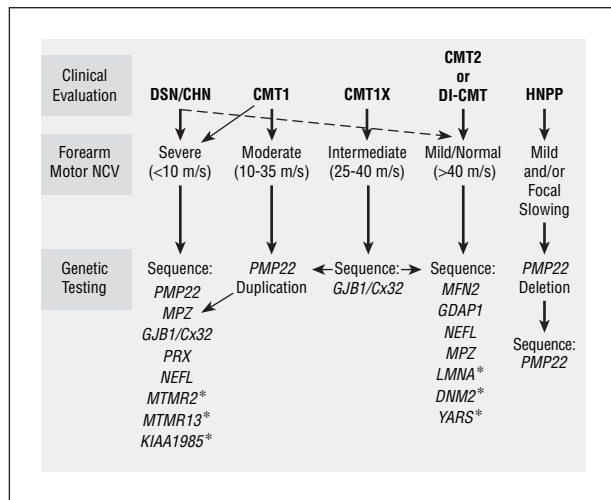 Clinical
Evaluation
DSN/CHN
CMT1
CMT1X
CMT2
or
DI-CMT
HNPP
Forearm
Motor NCV
Severe
(<10 m/s)
Moderate
(10-35 m/s)
Intermediate
(25-40 m/s)
Mild/Normal
(>40 m/s)
Mild
and/or
Focal
Slowing
Genetic
Testing
Sequence:
PMP22
MPZ
GJB1/Cx32
PRX
NEFL
MTMR2*
MTMR13*
KIAA1985*
PMP22
Duplication
Sequence:
GJB1/Cx32
Sequence:
MFN2
GDAP1
NEFL
MPZ
LMNA*
DNM2*
YARS*
PMP22
Deletion
Sequence:
PMP22